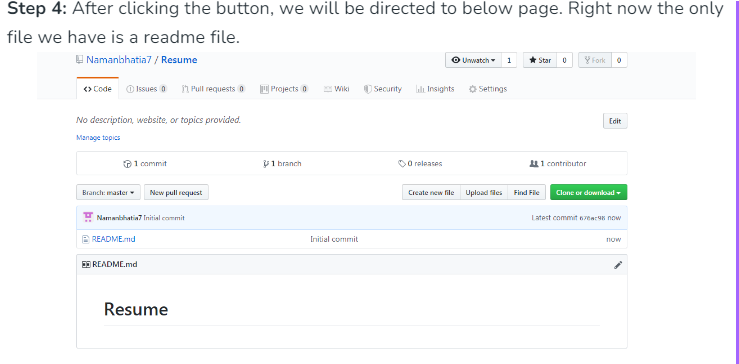 Step 4: After clicking the button, we will be directed to below page. Right now the only
file we have is a readme file.
Namanbhatia7 / Resume
Unwatch 1 Star 0 Fork 0
Code Issues 0 Pull requests 0 Projects 0 Wiki Security Insights Settings
No description, website, or topics provided. Edit
Manage topics
1 commit 1 branch 0 releases 1 contributor
Branch: master New pull request Create new file Upload files Find File Clone or download
Namanbhatia7 Initial commit Latest commit 676ac98 now
README.md Initial commit now
README.md
Resume